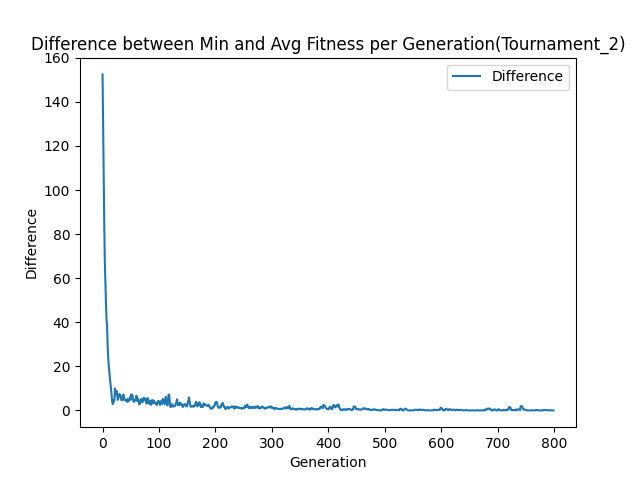 Difference between Min and Avg Fitness per Generation(Tournament_2)
Difference
160
140
120
100
80
60
40
20
0
Difference
0 100 200 300 400 500 600 700 800
Generation